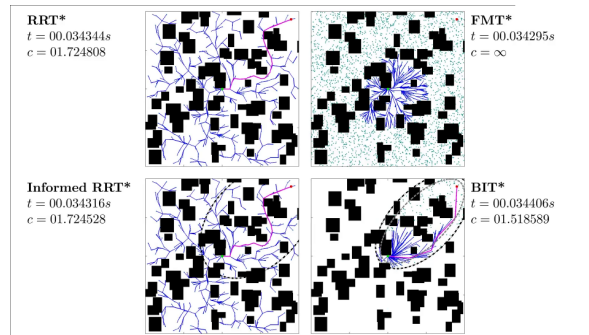 RRT*
t = 00.034344s
c = 01.724808
FMT*
t = 00.034295s
c = ∞
Informed RRT*
t = 00.034316s
c = 01.724528
BIT*
t = 00.034406s
c = 01.518589